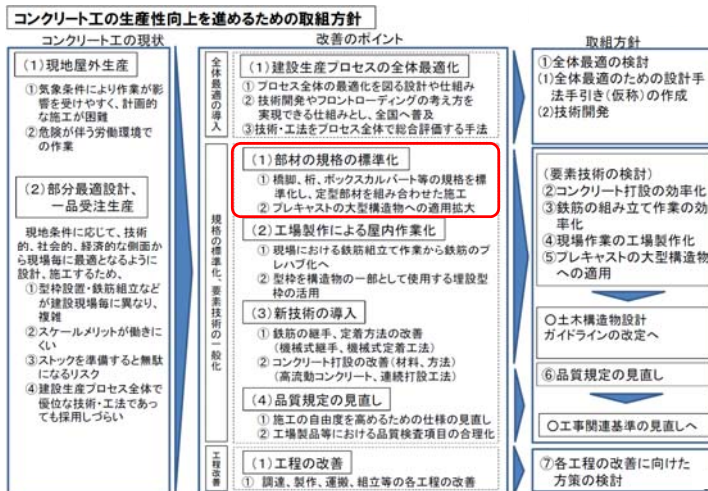 コンクリート工の生産性向上を進めるための取組方針
コンクリート工の現状
(1)現地屋外生産
①気象条件により作業が影
響を受けやすく、計画的
な施工が困難
②危険が伴う労働環境で
の作業
(2)部分最適設計、
一品受注生産
現地条件に応じて、技術
的、社会的、経済的な側面か
ら現場毎に最適となるように
設計、施工するため、
①型枠設置・鉄筋組立など
が建設現場毎に異なり、
複雑
②スケールメリットが働きに
くい
③ストックを準備すると無駄
になるリスク
④建設生産プロセス全体で
優位な技術・工法であっ
ても採用しづらい
改善のポイント
全体最適の導入
(1)建設生産プロセスの全体最適化
① プロセス全体の最適化を図る設計や仕組み
② 技術開発やフロントローディングの考え方を
実現できる仕組みとし、全国へ普及
③技術・工法をプロセス全体で総合評価する手法
規格の標準化、要素技術の一般化
(1)部材の規格の標準化
① 橋脚、桁、ボックスカルバート等の規格を標
準化し、定型部材を組み合わせた施工
② プレキャストの大型構造物への適用拡大
(2)工場製作による屋内作業化
① 現場における鉄筋組立て作業から鉄筋のプ
レハブ化へ
② 型枠を構造物の一部として使用する埋設型
枠の活用
(3)新技術の導入
① 鉄筋の継手、定着方法の改善
(機械式継手、機械式定着工法)
② コンクリート打設の改善(材料、方法)
(高流動コンクリート、連続打設工法)
(4)品質規定の見直し
① 施工の自由度を高めるための仕様の見直し
② 工場製品等における品質検査項目の合理化
工程改善
(1)工程の改善
① 調達、製作、運搬、組立等の各工程の改善
取組方針
①全体最適の検討
(1)全体最適のための設計手
法手引き(仮称)の作成
(2)技術開発
(要素技術の検討)
②コンクリート打設の効率化
③鉄筋の組み立て作業の効
率化
④現場作業の工場製作化
⑤プレキャストの大型構造物
への適用
○土木構造物設計
ガイドラインの改定へ
⑥品質規定の見直し
○工事関連基準の見直しへ
⑦各工程の改善に向けた
方策の検討